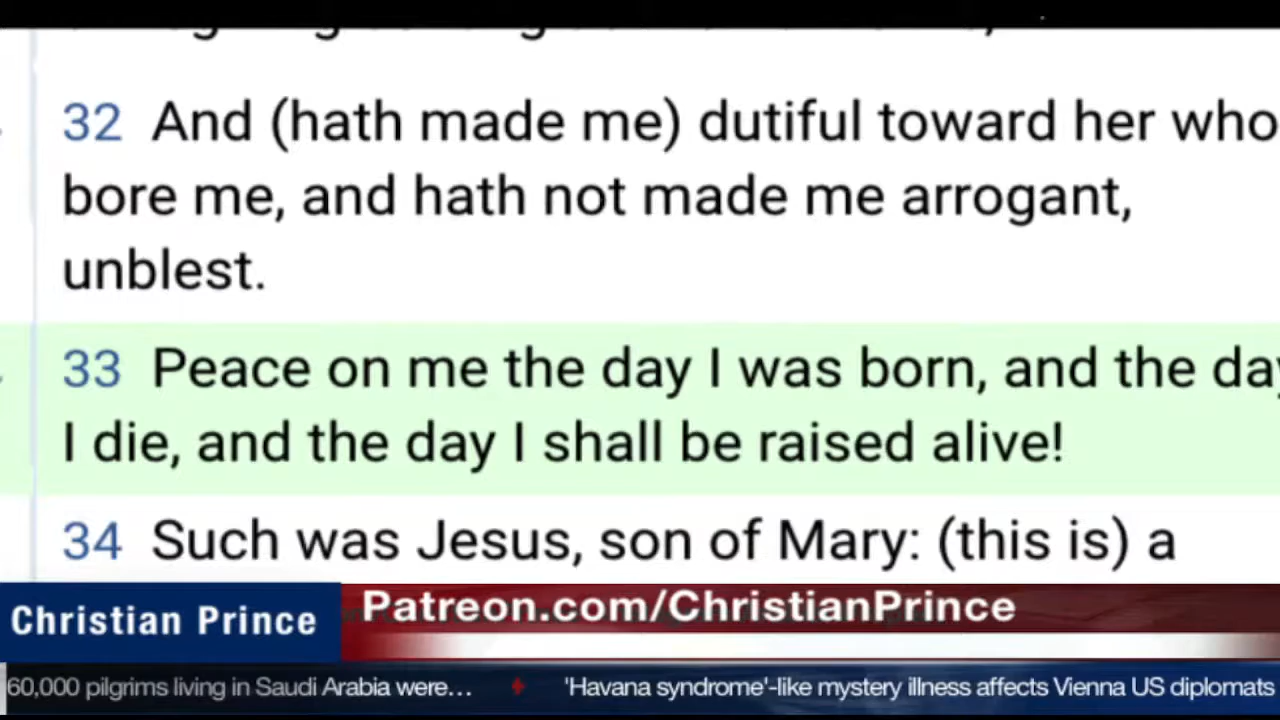 32 And (hath made me) dutiful toward her who
bore me, and hath not made me arrogant,
unblest.
33 Peace on me the day I was born, and the day
I die, and the day I shall be raised alive!
34 Such was Jesus, son of Mary: (this is) a
Christian Prince
Patreon.com/ChristianPrince
60,000 pilgrims living in Saudi Arabia were... 'Havana syndrome'-like mystery illness affects Vienna US diplomats